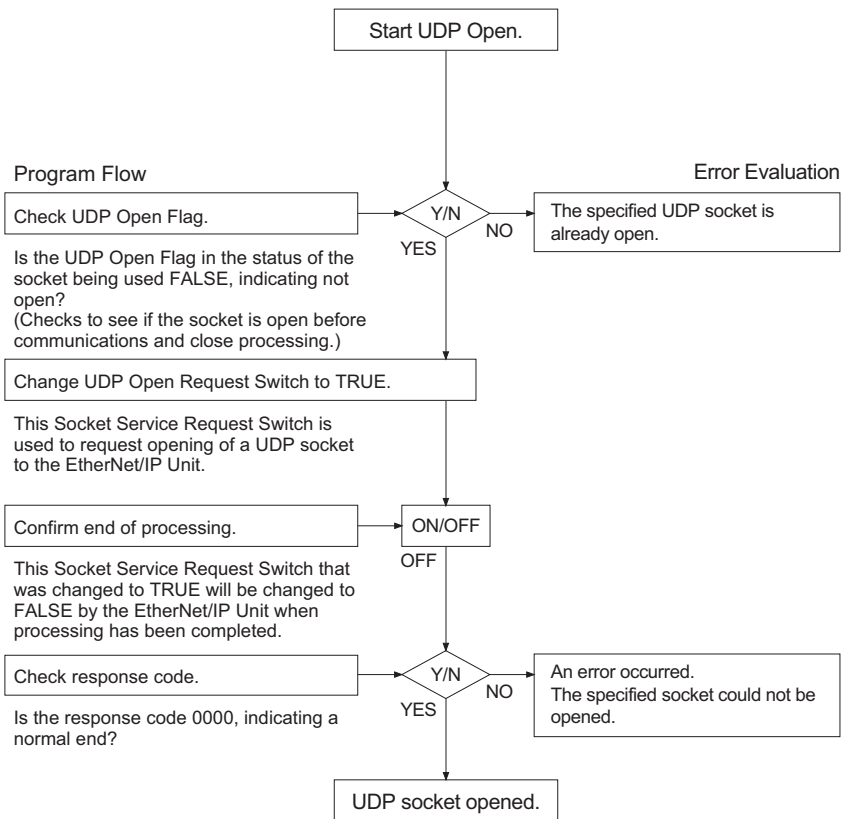 Start UDP Open.
Program Flow
Error Evaluation
Check UDP Open Flag.
Y/N
NO
YES
The specified UDP socket is
already open.
Is the UDP Open Flag in the status of the
socket being used FALSE, indicating not
open?
(Checks to see if the socket is open before
communications and close processing.)
Change UDP Open Request Switch to TRUE.
This Socket Service Request Switch is
used to request opening of a UDP socket
to the EtherNet/IP Unit.
Confirm end of processing.
ON/OFF
OFF
This Socket Service Request Switch that
was changed to TRUE will be changed to
FALSE by the EtherNet/IP Unit when
processing has been completed.
Check response code.
Y/N
NO
YES
An error occurred.
The specified socket could not be
opened.
Is the response code 0000, indicating a
normal end?
UDP socket opened.